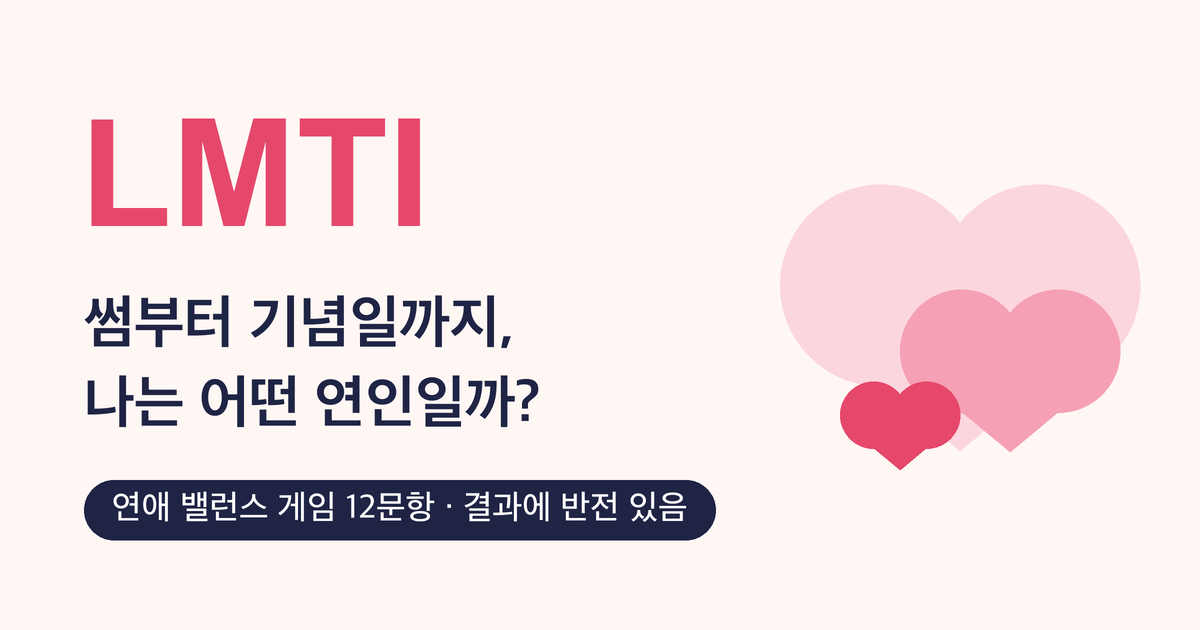 LMTI
썸부터 기념일까지,
나는 어떤 연인일까?
연애 밸런스 게임 12문항 · 결과에 반전 있음